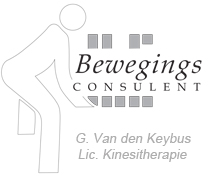 Bewegings
CONSULENT
G. Van den Keybus
Lic. Kinesitherapie